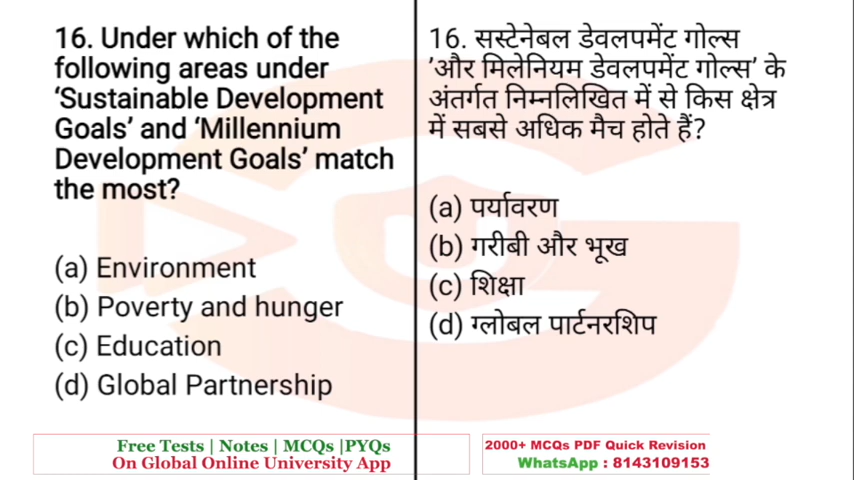 16. Under which of the
following areas under
‘Sustainable Development
Goals’ and ‘Millennium
Development Goals’ match
the most?
(a) Environment
(b) Poverty and hunger
(c) Education
(d) Global Partnership
16. सस्टेनेबल डेवलपमेंट गोल्स
’और मिलेनियम डेवलपमेंट गोल्स’ के
अंतर्गत निम्नलिखित में से किस क्षेत्र
में सबसे अधिक मैच होते हैं?
(a) पर्यावरण
(b) गरीबी और भूख
(c) शिक्षा
(d) ग्लोबल पार्टनरशिप
Free Tests | Notes | MCQs |PYQs
On Global Online University App
2000+ MCQs PDF Quick Revision
WhatsApp : 8143109153